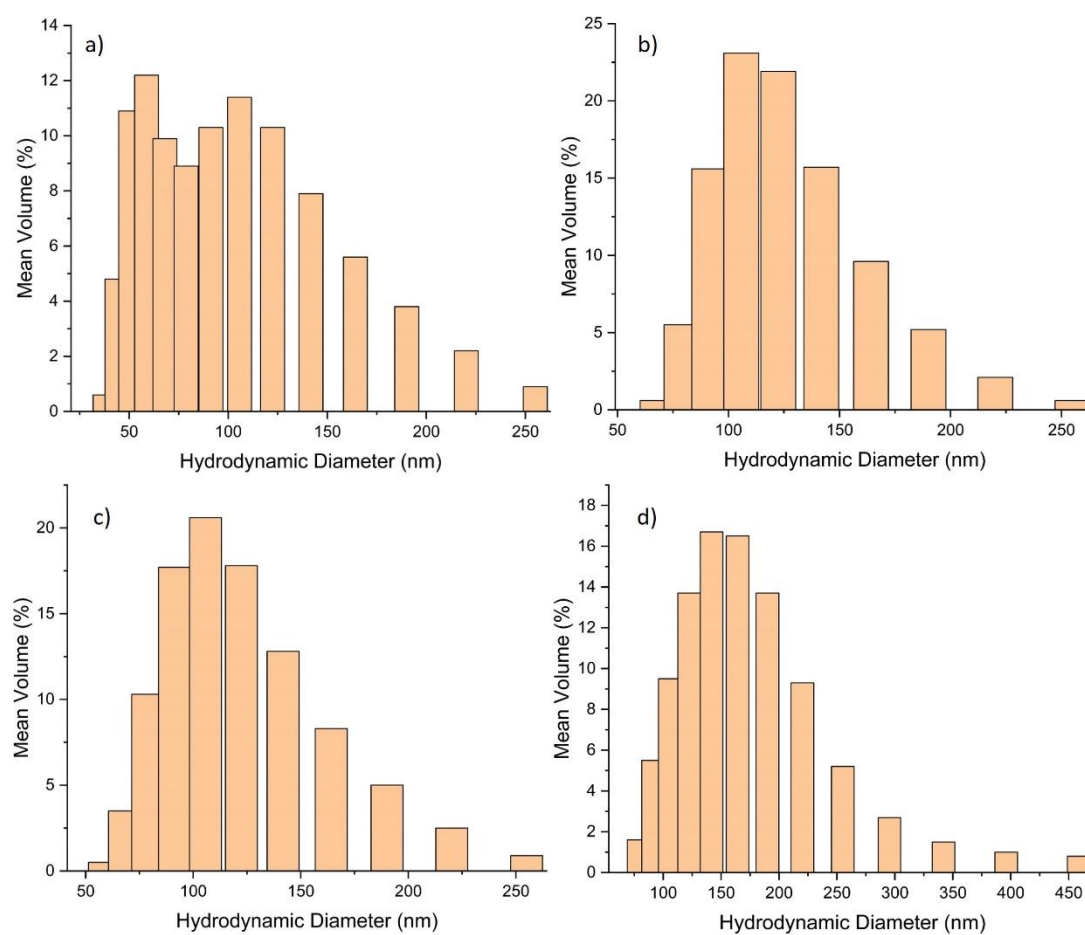 a)
14
12
10
8
6
4
2
0
Mean Volume (%)
50 100 150 200 250
Hydrodynamic Diameter (nm)
b)
25
20
15
10
5
0
Mean Volume (%)
50 100 150 200 250
Hydrodynamic Diameter (nm)
c)
20
15
10
5
0
Mean Volume (%)
50 100 150 200 250
Hydrodynamic Diameter (nm)
d)
18
16
14
12
10
8
6
4
2
0
Mean Volume (%)
100 150 200 250 300 350 400 450
Hydrodynamic Diameter (nm)